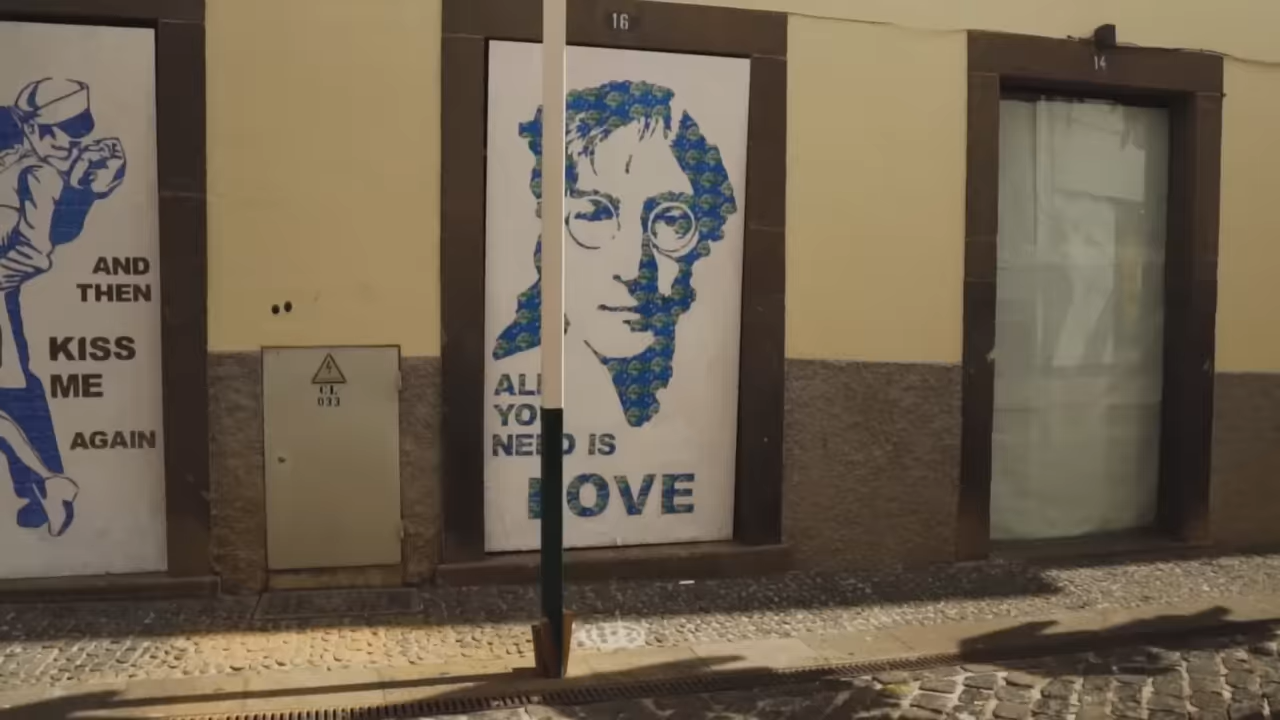 16
14
AND
THEN
KISS
ME
AGAIN
CL
033
ALL
YOU
NEED IS
LOVE